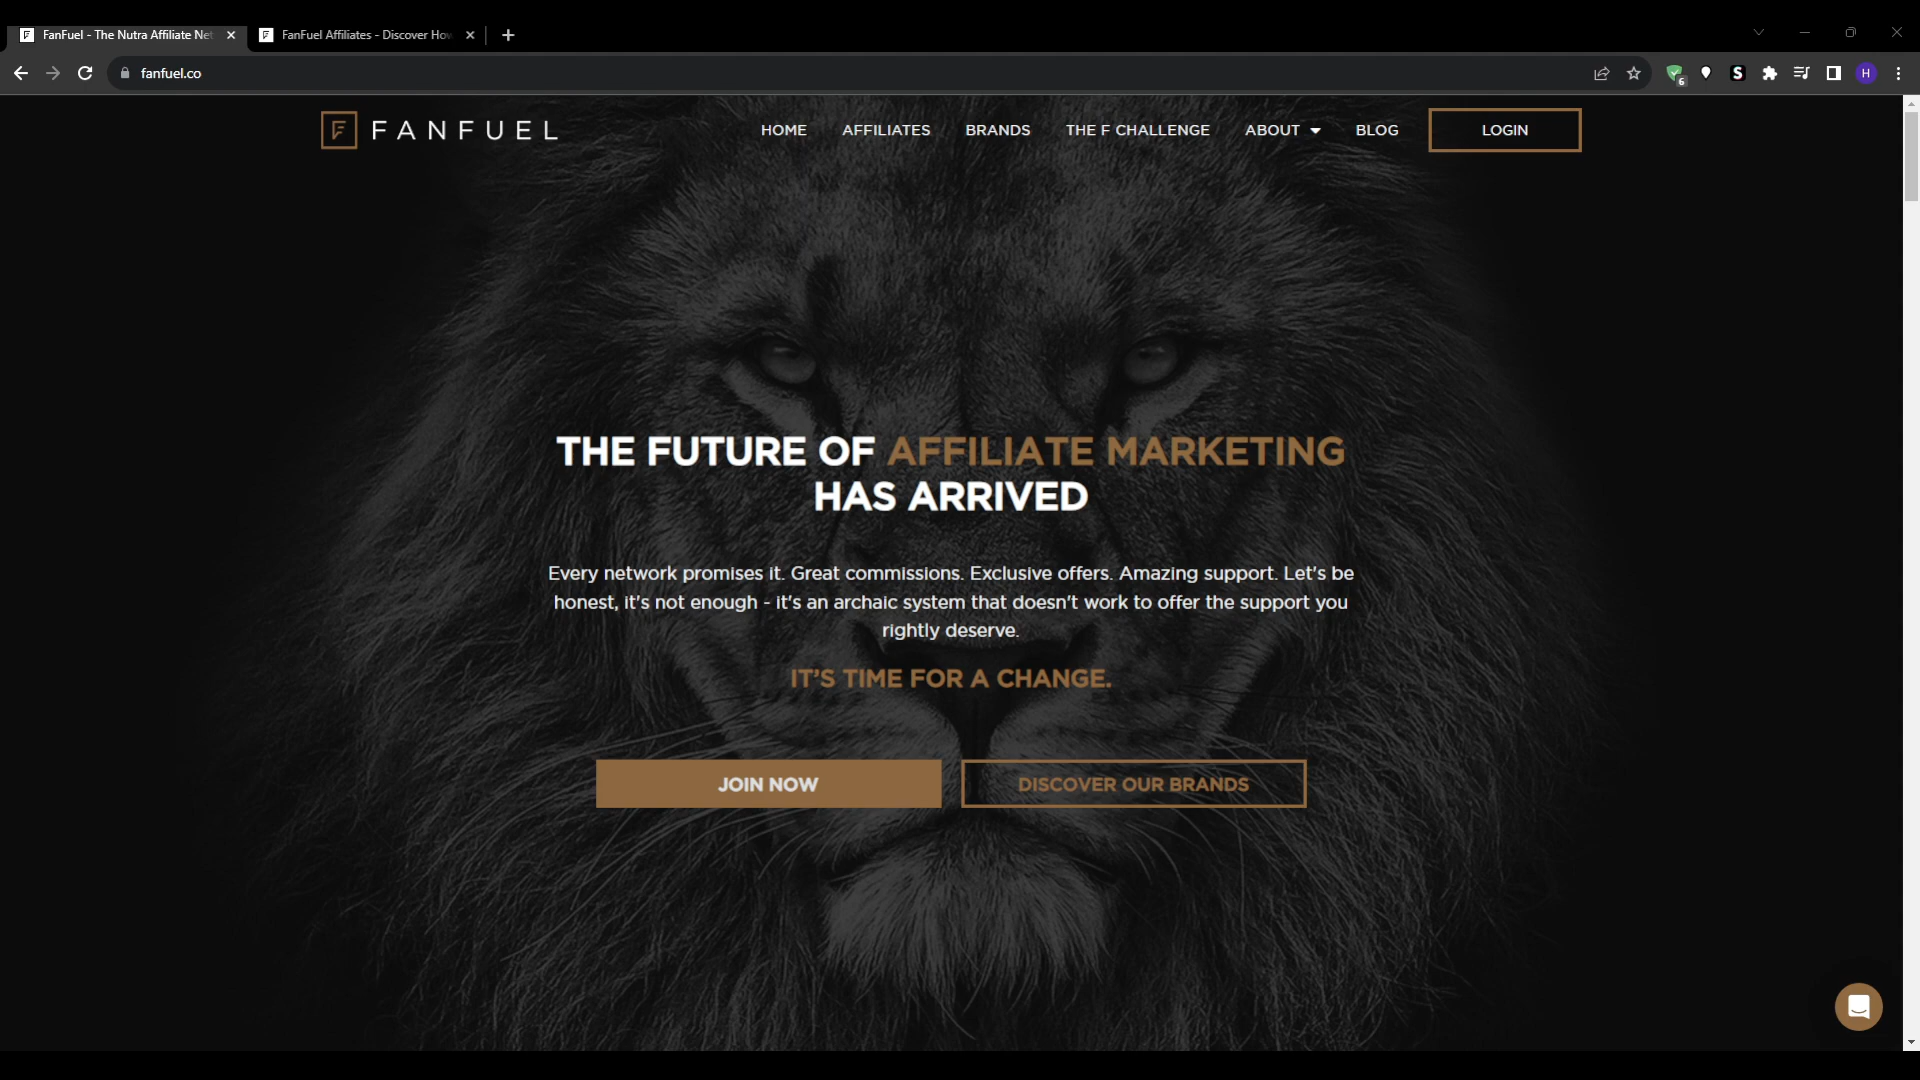 FanFuel - The Nutra Affiliate Net
FanFuel Affiliates - Discover How
fanfuel.co
6
S
H
F
FANFUEL
HOME
AFFILIATES
BRANDS
THE F CHALLENGE
ABOUT
BLOG
LOGIN
THE FUTURE OF AFFILIATE MARKETING
HAS ARRIVED
Every network promises it. Great commissions. Exclusive offers. Amazing support. Let's be
honest, it's not enough - it's an archaic system that doesn't work to offer the support you
rightly deserve.
IT'S TIME FOR A CHANGE.
JOIN NOW
DISCOVER OUR BRANDS